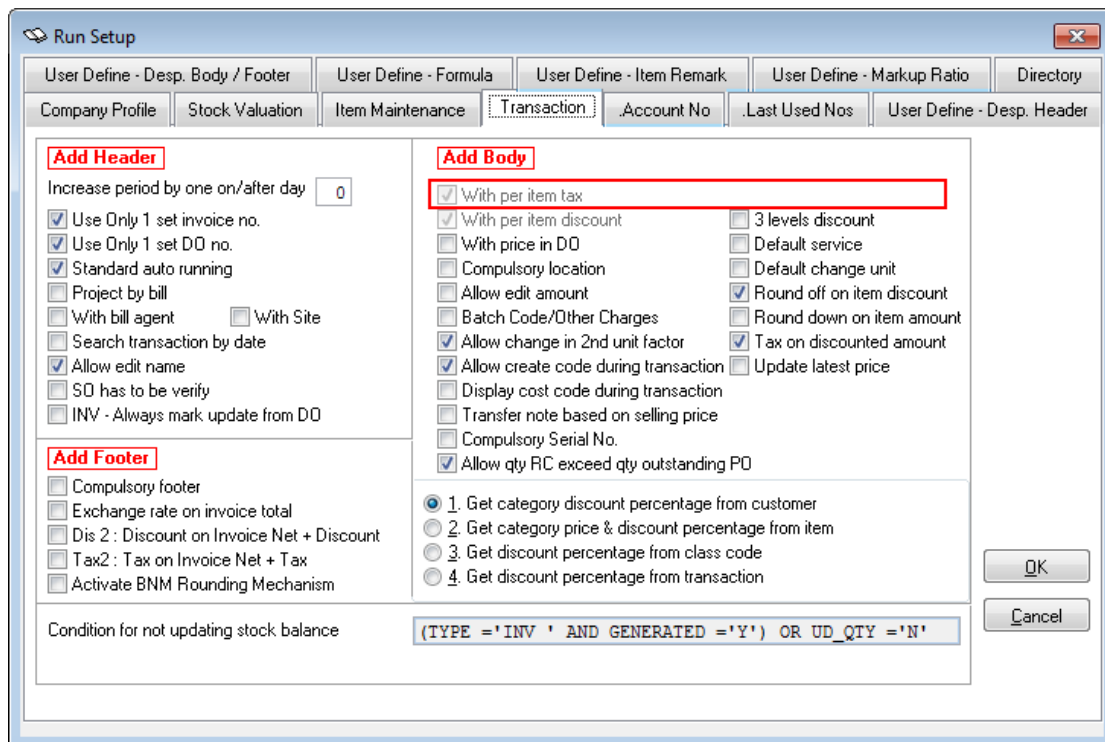 Run Setup
User Define - Desp. Body / Footer
User Define - Formula
User Define - Item Remark
User Define - Markup Ratio
Directory
Company Profile
Stock Valuation
Item Maintenance
Transaction
.Account No
.Last Used Nos
User Define - Desp. Header
Add Header
Increase period by one on/after day 0
Use Only 1 set invoice no.
Use Only 1 set DO no.
Standard auto running
Project by bill
With bill agent With Site
Search transaction by date
Allow edit name
SO has to be verify
INV - Always mark update from DO
Add Footer
Compulsory footer
Exchange rate on invoice total
Dis 2 : Discount on Invoice Net + Discount
Tax2 : Tax on Invoice Net + Tax
Activate BNM Rounding Mechanism
Add Body
With per item tax
With per item discount
With price in DO
Compulsory location
Allow edit amount
Batch Code/Other Charges
Allow change in 2nd unit factor
Allow create code during transaction
Display cost code during transaction
Transfer note based on selling price
Compulsory Serial No.
Allow qty RC exceed qty outstanding PO
3 levels discount
Default service
Default change unit
Round off on item discount
Round down on item amount
Tax on discounted amount
Update latest price
1. Get category discount percentage from customer
2. Get category price & discount percentage from item
3. Get discount percentage from class code
4. Get discount percentage from transaction
Condition for not updating stock balance
(TYPE ='INV ' AND GENERATED ='Y') OR UD_QTY ='N'
OK
Cancel